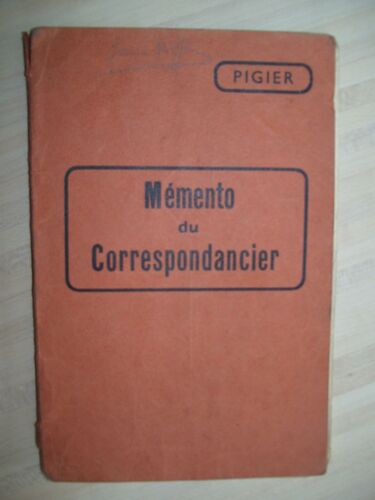 PIGIER
Mémento
du
Correspondancier